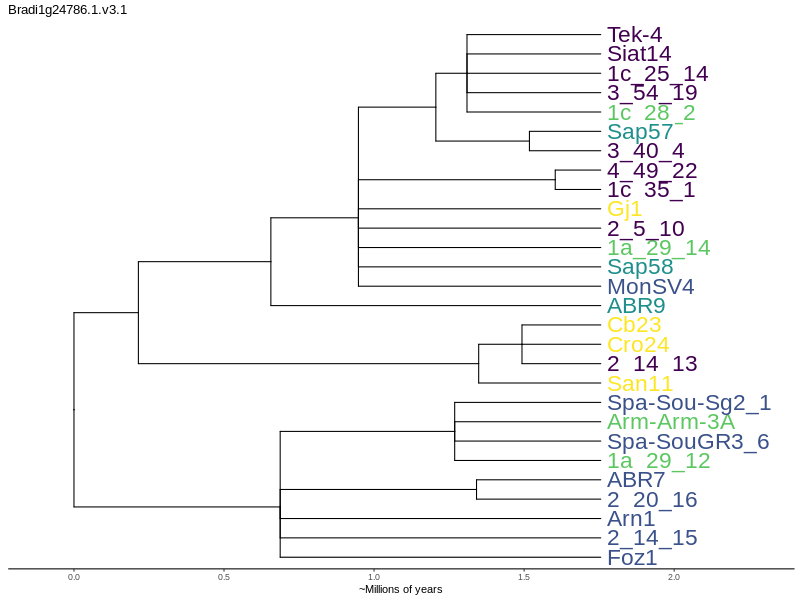 Bradi1g24786.1.v3.1
Tek-4
Siat14
1c_25_14
3_54_19
1c_28_2
Sap57
3_40_4
4_49_22
1c_35_1
Gj1
2_5_10
1a_29_14
Sap58
MonSV4
ABR9
Cb23
Cro24
2_14_13
San11
Spa-Sou-Sg2_1
Arm-Arm-3A
Spa-SouGR3_6
1a_29_12
ABR7
2_20_16
Arn1
2_14_15
Foz1
0.0 0.5 1.0 1.5 2.0
~Millions of years